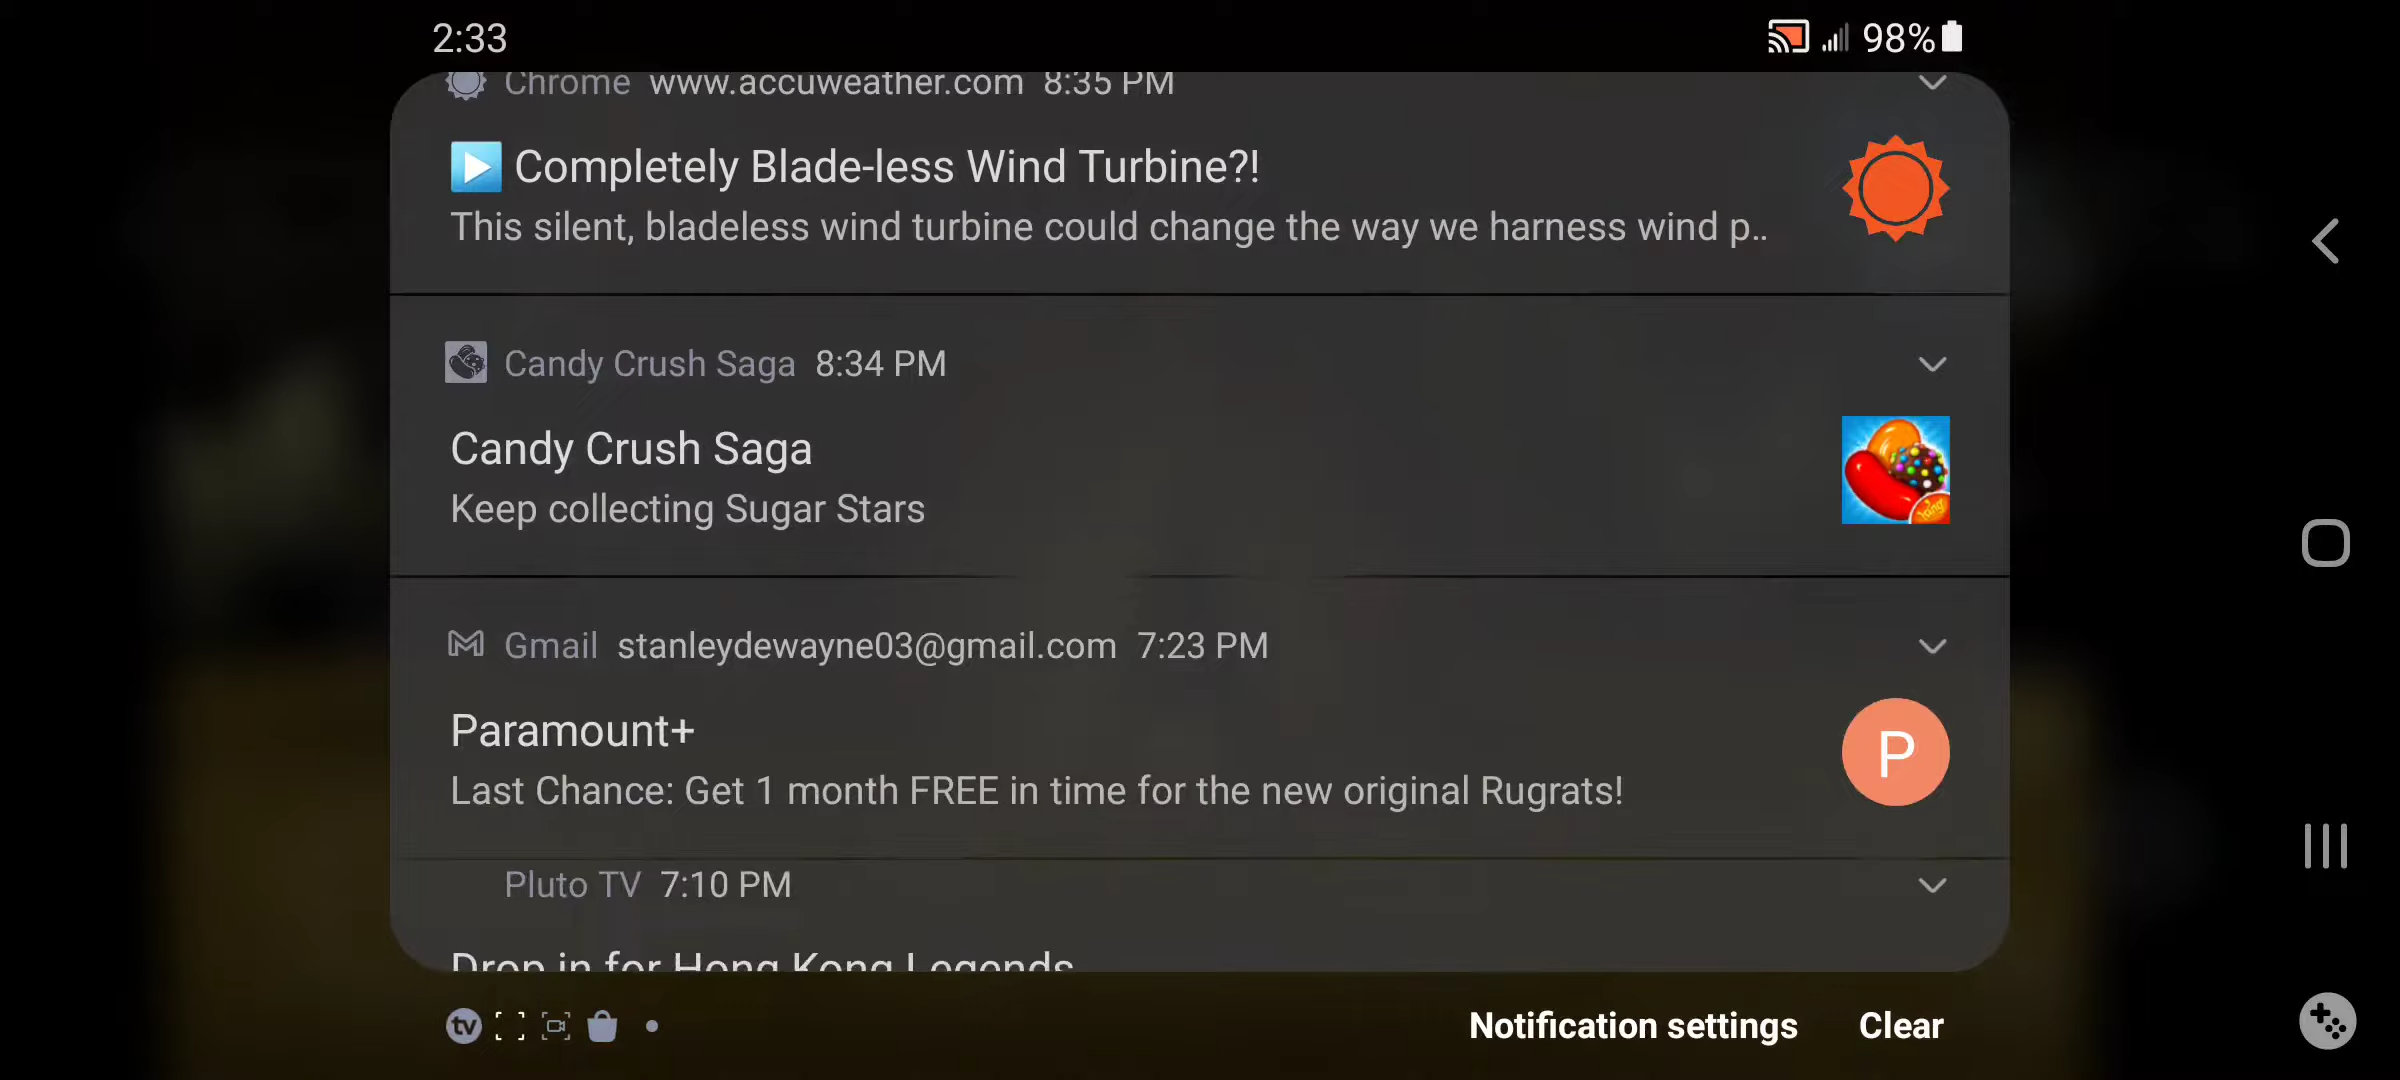 2:33
98%
Chrome www.accuweather.com 8:35 PM
Completely Blade-less Wind Turbine?!
This silent, bladeless wind turbine could change the way we harness wind p..
Candy Crush Saga 8:34 PM
Candy Crush Saga
Keep collecting Sugar Stars
King
Gmail stanleydewayne03@gmail.com 7:23 PM
Paramount+
P
Last Chance: Get 1 month FREE in time for the new original Rugrats!
Pluto TV 7:10 PM
Drop in for Hong Kong Legends
tv
Notification settings Clear